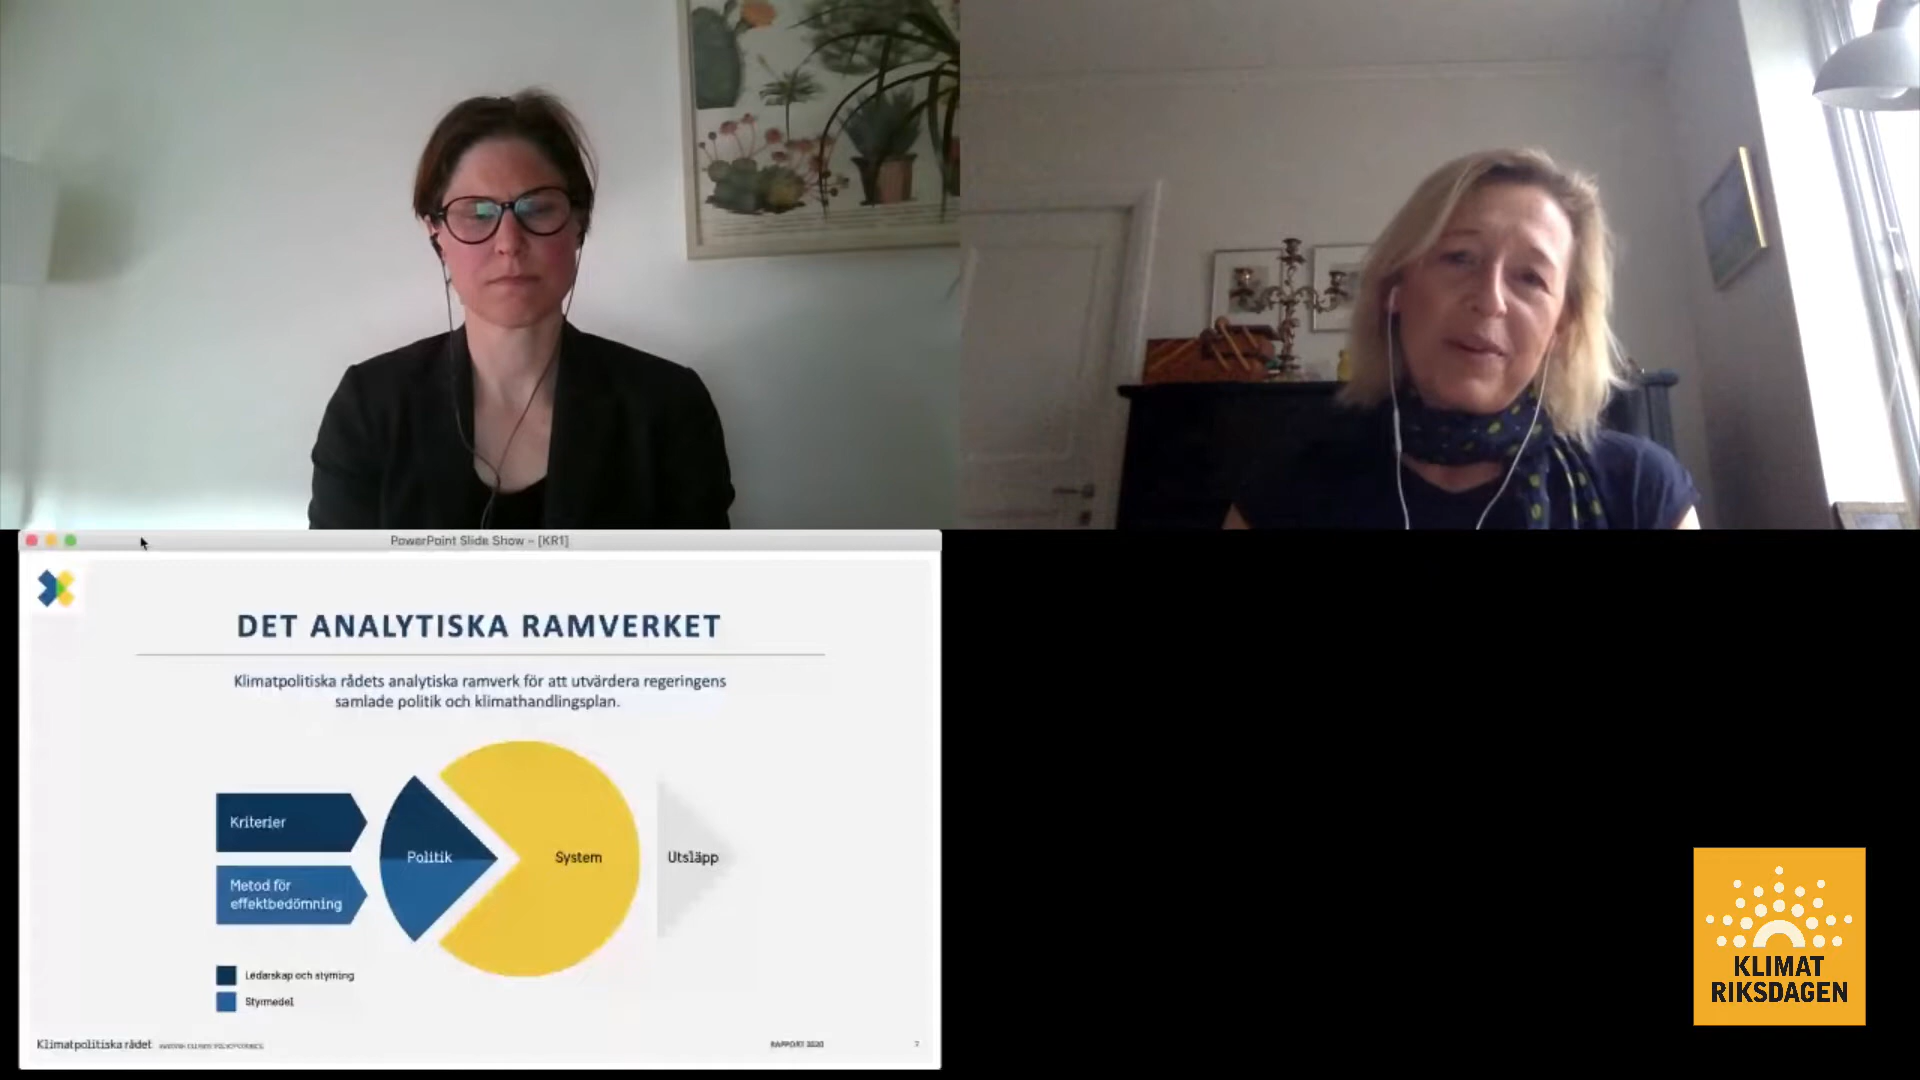 PowerPoint Slide Show – [KR1]
DET ANALYTISKA RAMVERKET
Klimatpolitiska rådets analytiska ramverk för att utvärdera regeringens
samlade politik och klimathandlingsplan.
Kriterier
Metod för
effektbedömning
Politik
System
Utsläpp
Ledarskap och styrning
Styrmedel
Klimatpolitiska rådet
RAPPORT 2020
KLIMAT
RIKSDAGEN